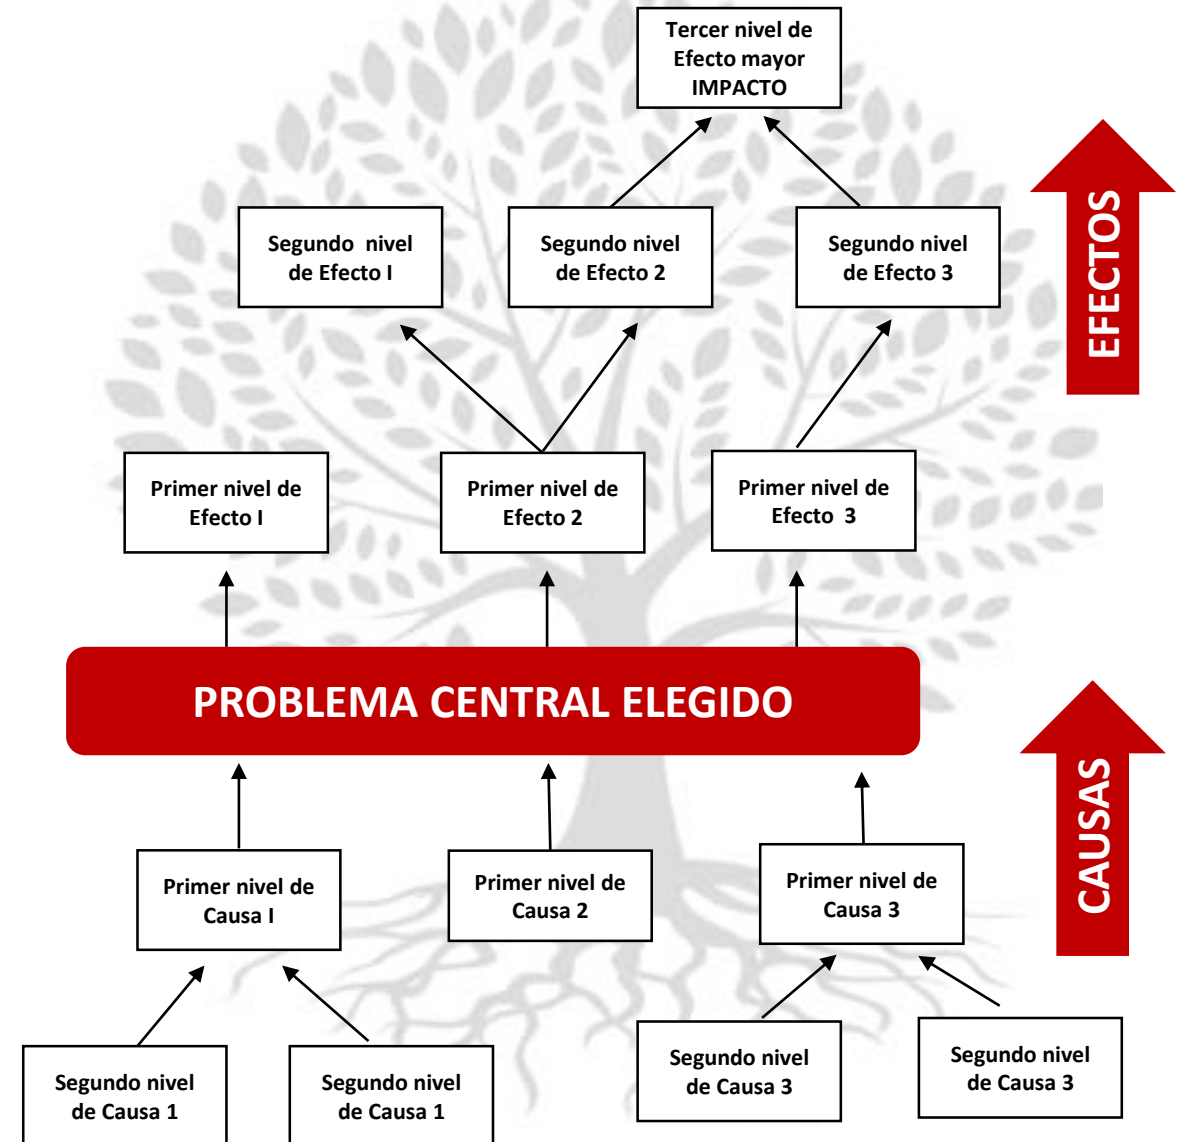 Tercer nivel de
Efecto mayor
IMPACTO
EFECTOS
Segundo nivel
de Efecto I
Segundo nivel
de Efecto 2
Segundo nivel
de Efecto 3
Primer nivel de
Efecto I
Primer nivel de
Efecto 2
Primer nivel de
Efecto 3
PROBLEMA CENTRAL ELEGIDO
CAUSAS
Primer nivel de
Causa I
Primer nivel de
Causa 2
Primer nivel de
Causa 3
Segundo nivel
de Causa 1
Segundo nivel
de Causa 1
Segundo nivel
de Causa 3
Segundo nivel
de Causa 3